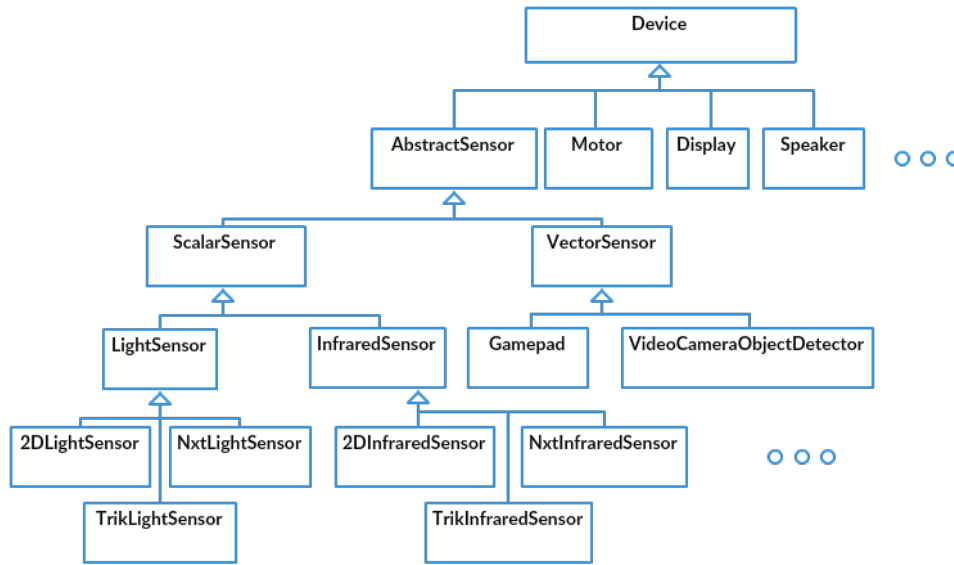 Device
AbstractSensor
Motor
Display
Speaker
ScalarSensor
VectorSensor
LightSensor
InfraredSensor
Gamepad
VideoCameraObjectDetector
2DLightSensor
NxtLightSensor
2DInfraredSensor
NxtInfraredSensor
TrikLightSensor
TrikInfraredSensor